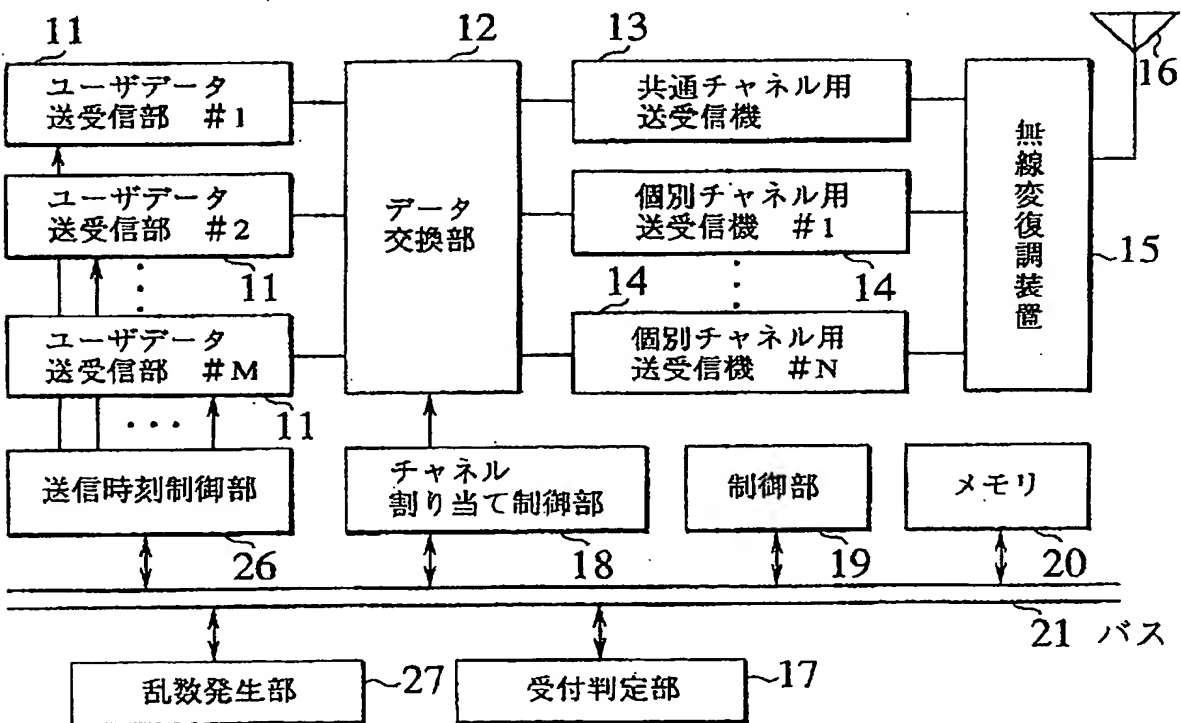 11
12
13
16
ユーザデータ
送受信部 #1
共通チャネル用
送受信機
ユーザデータ
送受信部 #2
11
データ
交換部
個別チャネル用
送受信機 #1
14
無線変復調装置
15
ユーザデータ
送受信部 #M
11
14
個別チャネル用
送受信機 #N
送信時刻制御部
26
チャネル
割り当て制御部
18
制御部
19
メモリ
20
21 バス
乱数発生部
27
受付判定部
17